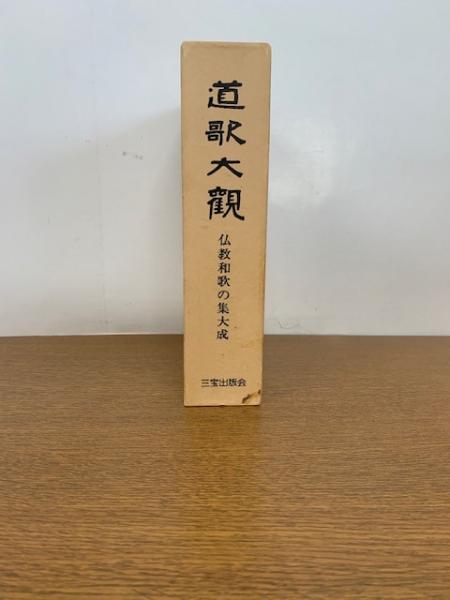 道歌大観
仏教和歌の集大成
三宝出版会